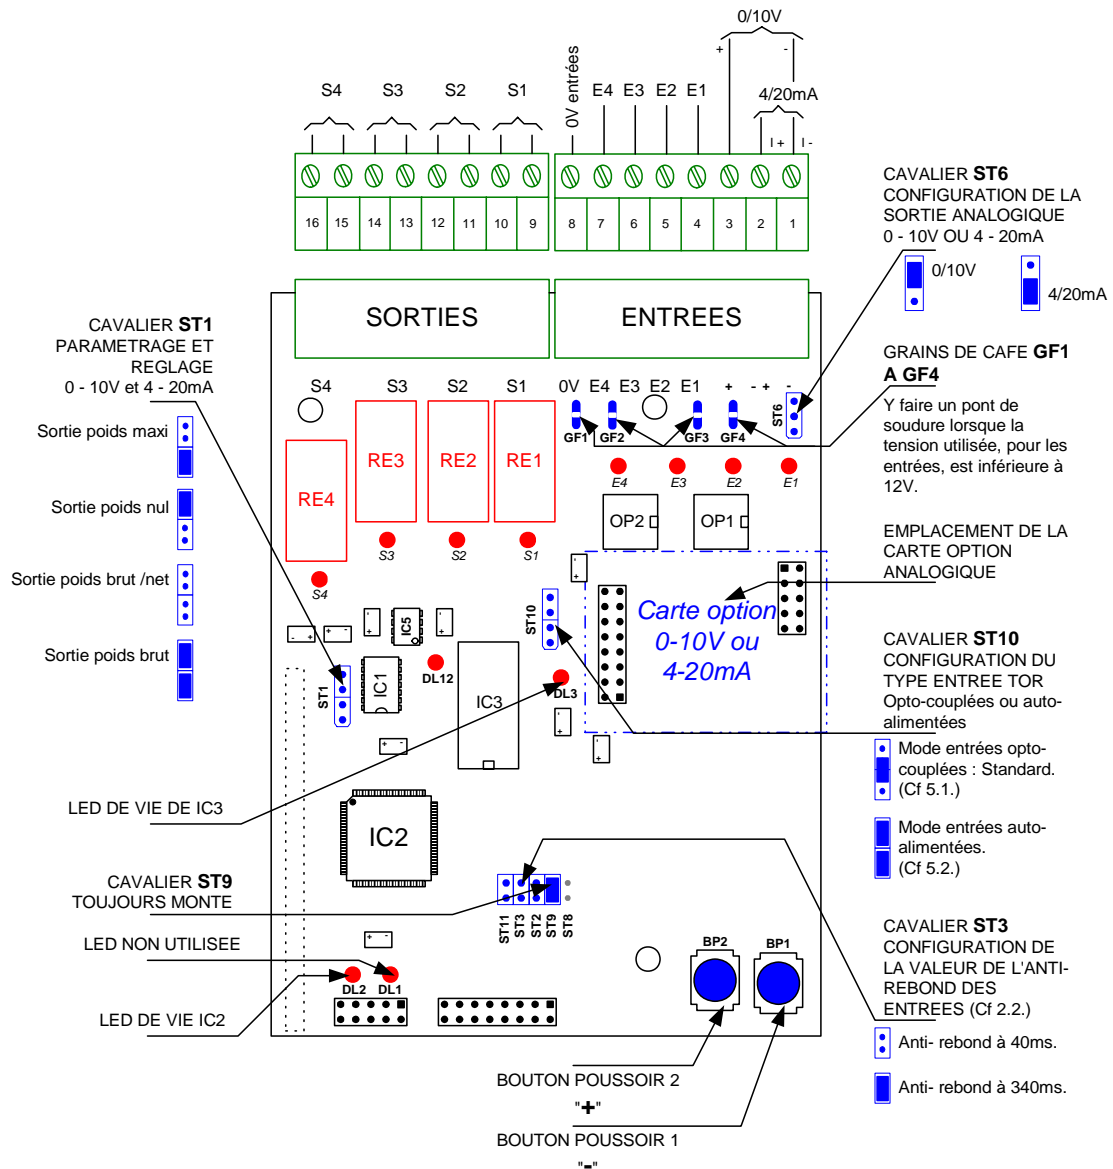 0/10V
+ -
0V entrées
S4 S3 S2 S1 E4 E3 E2 E1 4/20mA
I + I -
16 15 14 13 12 11 10 9 8 7 6 5 4 3 2 1
SORTIES ENTREES
CAVALIER ST6
CONFIGURATION DE LA
SORTIE ANALOGIQUE
0 - 10V OU 4 - 20mA
0/10V
4/20mA
CAVALIER ST1
PARAMETRAGE ET
REGLAGE
0 - 10V et 4 - 20mA
Sortie poids maxi
Sortie poids nul
Sortie poids brut /net
Sortie poids brut
GRAINS DE CAFE GF1
A GF4
Y faire un pont de
soudure lorsque la
tension utilisée, pour les
entrées, est inférieure à
12V.
S4 S3 S2 S1 0V E4 E3 E2 E1 + - + -
GF1 GF2 GF3 GF4 ST6
RE4 RE3 RE2 RE1
E4 E3 E2 E1
OP2 OP1
S4 S3 S2 S1
EMPLACEMENT DE LA
CARTE OPTION
ANALOGIQUE
Carte option
0-10V ou
4-20mA
IC5
ST10
DL12
ST1
IC1
IC3
DL3
CAVALIER ST10
CONFIGURATION DU
TYPE ENTREE TOR
Opto-couplées ou auto-
alimentées
Mode entrées opto-
couplées : Standard.
(Cf 5.1.)
Mode entrées auto-
alimentées.
(Cf 5.2.)
LED DE VIE DE IC3
IC2
CAVALIER ST9
TOUJOURS MONTE
ST11 ST3 ST2 ST9 ST8
LED NON UTILISEE
DL2 DL1
LED DE VIE IC2
BP2 BP1
CAVALIER ST3
CONFIGURATION DE
LA VALEUR DE L'ANTI-
REBOND DES
ENTREES (Cf 2.2.)
Anti- rebond à 40ms.
Anti- rebond à 340ms.
BOUTON POUSSOIR 2
"+"
BOUTON POUSSOIR 1
"-"